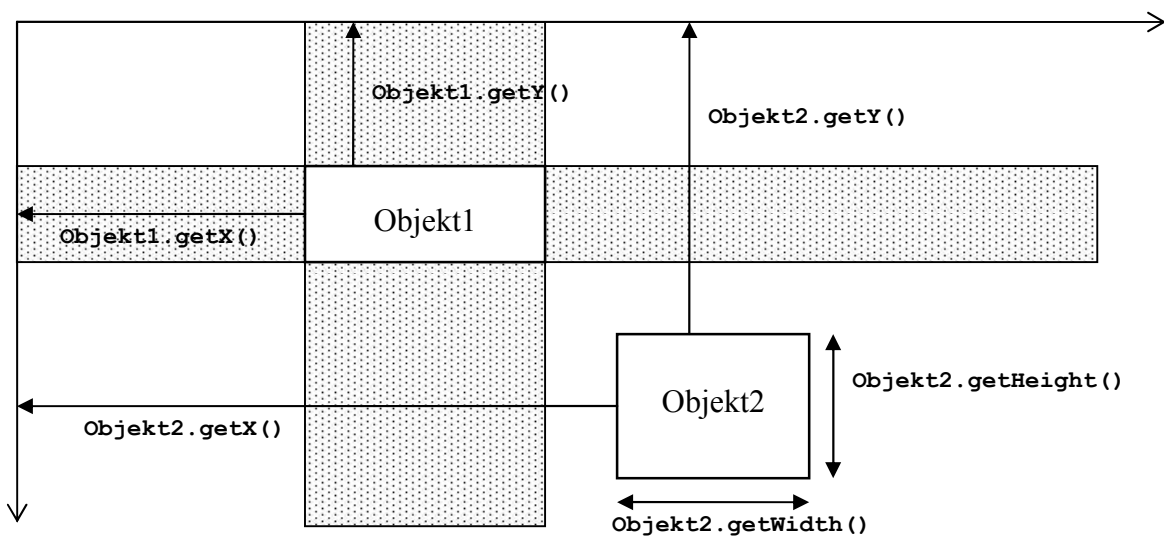 Objekt1.getY()
Objekt2.getY()
Objekt1
Objekt1.getX()
Objekt2.getHeight()
Objekt2
Objekt2.getX()
Objekt2.getWidth()